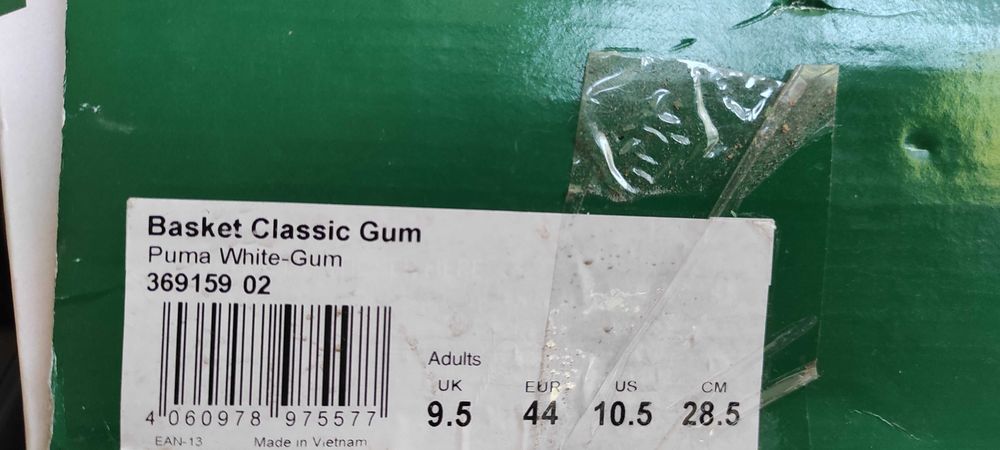 Basket Classic Gum
Puma White-Gum
369159 02
Adults
UK EUR US CM
9.5 44 10.5 28.5
4 060978 975577
EAN-13 Made in Vietnam